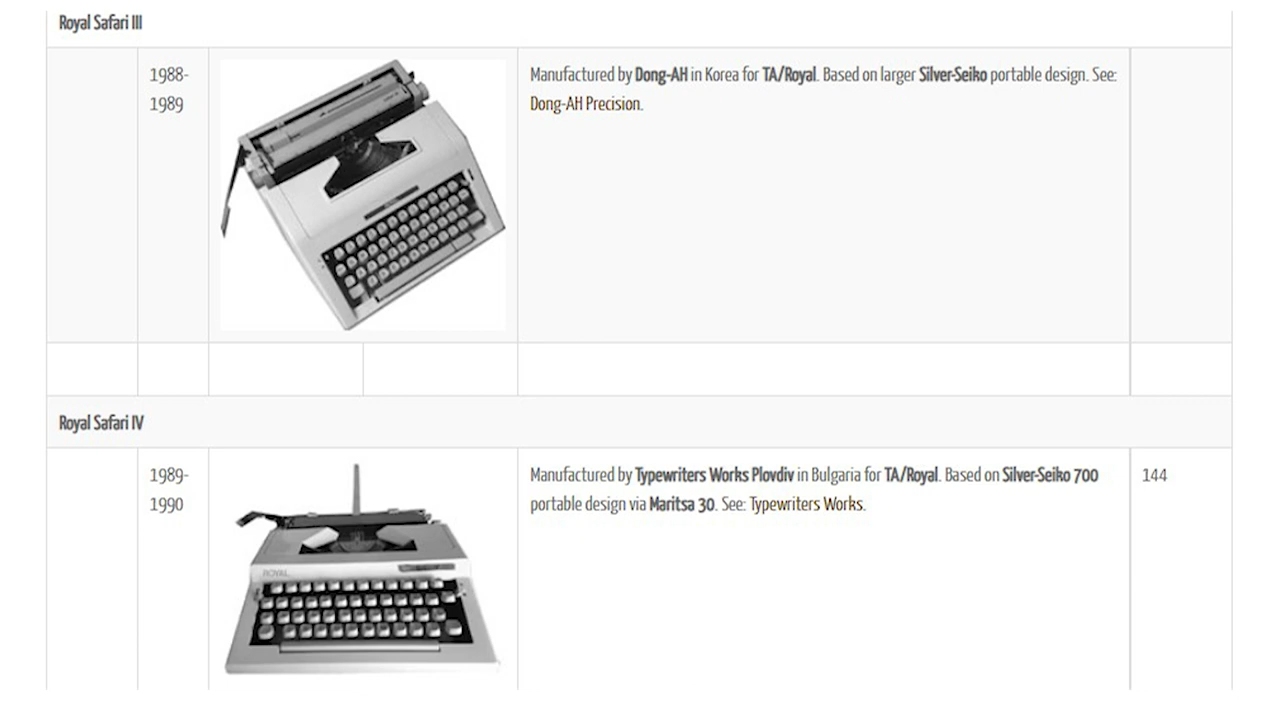 Royal Safari III
1988-
1989
Manufactured by Dong-AH in Korea for TA/Royal. Based on larger Silver-Seiko portable design. See:
Dong-AH Precision.
Royal Safari IV
1989-
1990
ROYAL
Manufactured by Typewriters Works Plovdiv in Bulgaria for TA/Royal. Based on Silver-Seiko 700
portable design via Maritsa 30. See: Typewriters Works.
144